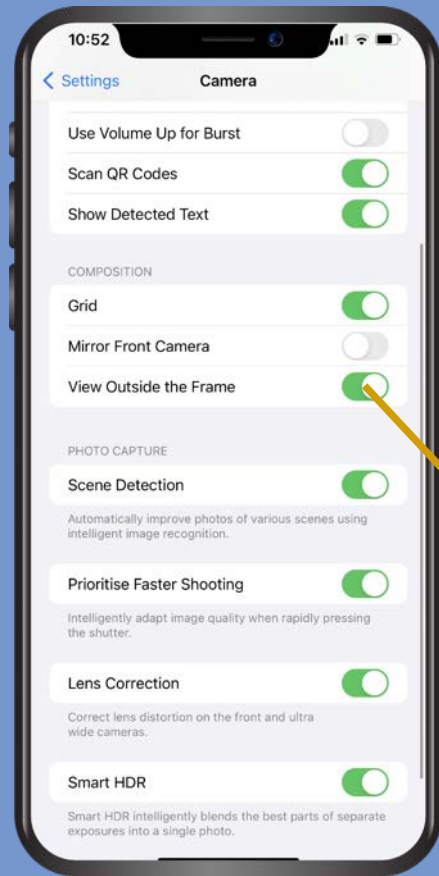 10:52
Settings
Camera
Use Volume Up for Burst
Scan QR Codes
Show Detected Text
COMPOSITION
Grid
Mirror Front Camera
View Outside the Frame
PHOTO CAPTURE
Scene Detection
Automatically improve photos of various scenes using
intelligent image recognition.
Prioritise Faster Shooting
Intelligently adapt image quality when rapidly pressing
the shutter.
Lens Correction
Correct lens distortion on the front and ultra
wide cameras.
Smart HDR
Smart HDR intelligently blends the best parts of separate
exposures into a single photo.